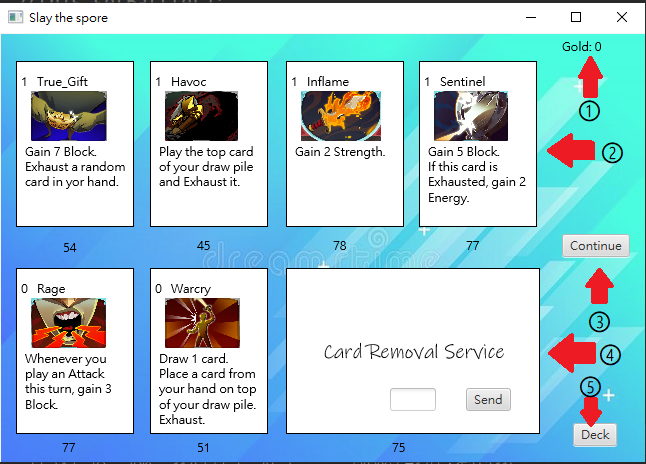 Slay the spore
Gold: 0
1 True_Gift
Gain 7 Block.
Exhaust a random
card in yor hand.
54
1 Havoc
Play the top card
of your draw pile
and Exhaust it.
45
1 Inflame
Gain 2 Strength.
78
1 Sentinel
Gain 5 Block.
If this card is
Exhausted, gain 2
Energy.
77
①
②
Continue
③
0 Rage
Whenever you
play an Attack
this turn, gain 3
Block.
77
0 Warcry
Draw 1 card.
Place a card from
your hand on top
of your draw pile.
Exhaust.
51
Card Removal Service
Send
75
④
⑤
Deck
dreamstime